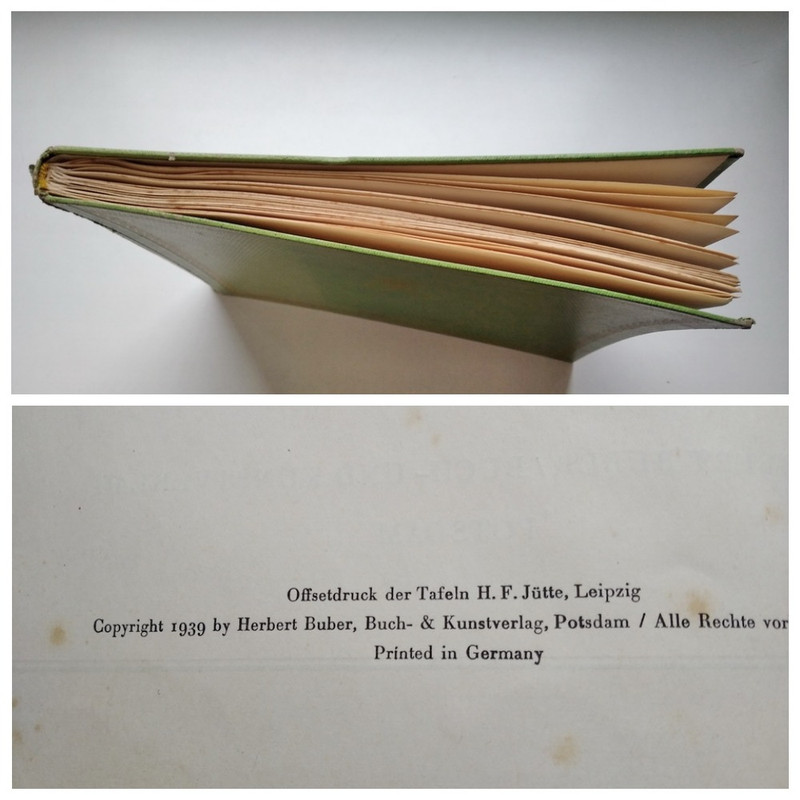 Offsetdruck der Tafeln H. F. Jütte, Leipzig
Copyright 1939 by Herbert Buber, Buch- & Kunstverlag, Potsdam / Alle Rechte vor
Printed in Germany